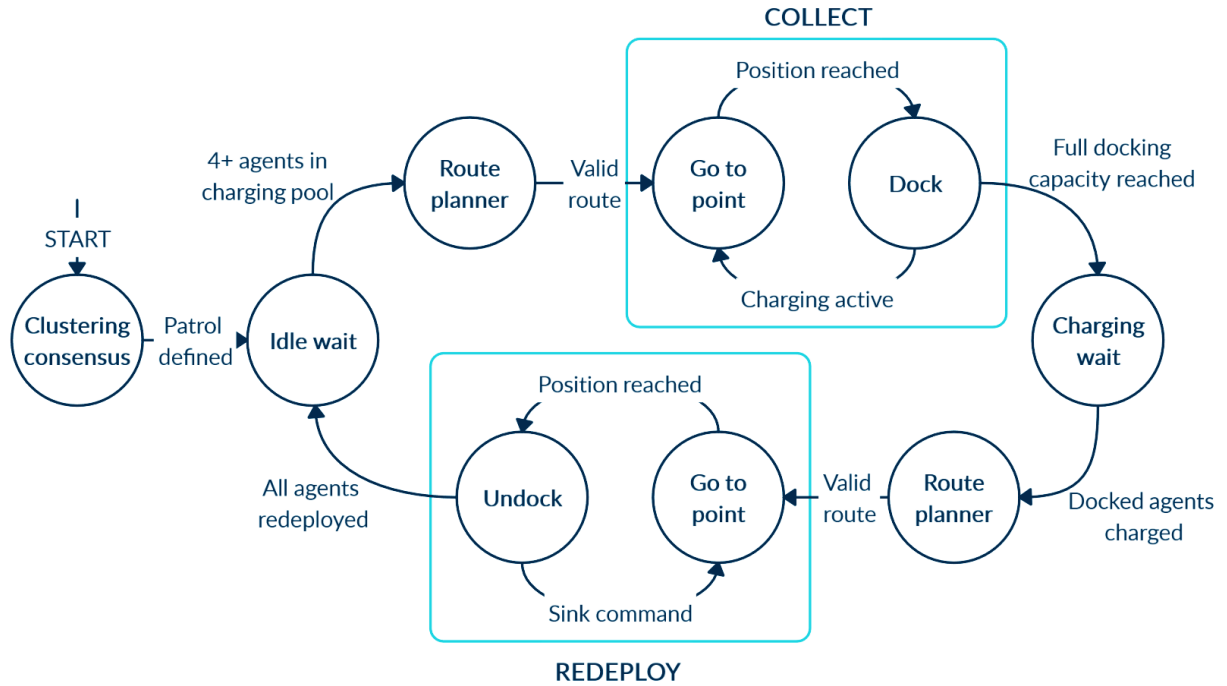 COLLECT
Position reached
4+ agents in
charging pool
Route
planner
Valid
route
Go to
point
Dock
Full docking
capacity reached
START
Charging active
Clustering
consensus
Patrol
defined
Idle wait
Charging
wait
Position reached
All agents
redeployed
Undock
Go to
point
Valid
route
Route
planner
Docked agents
charged
Sink command
REDEPLOY